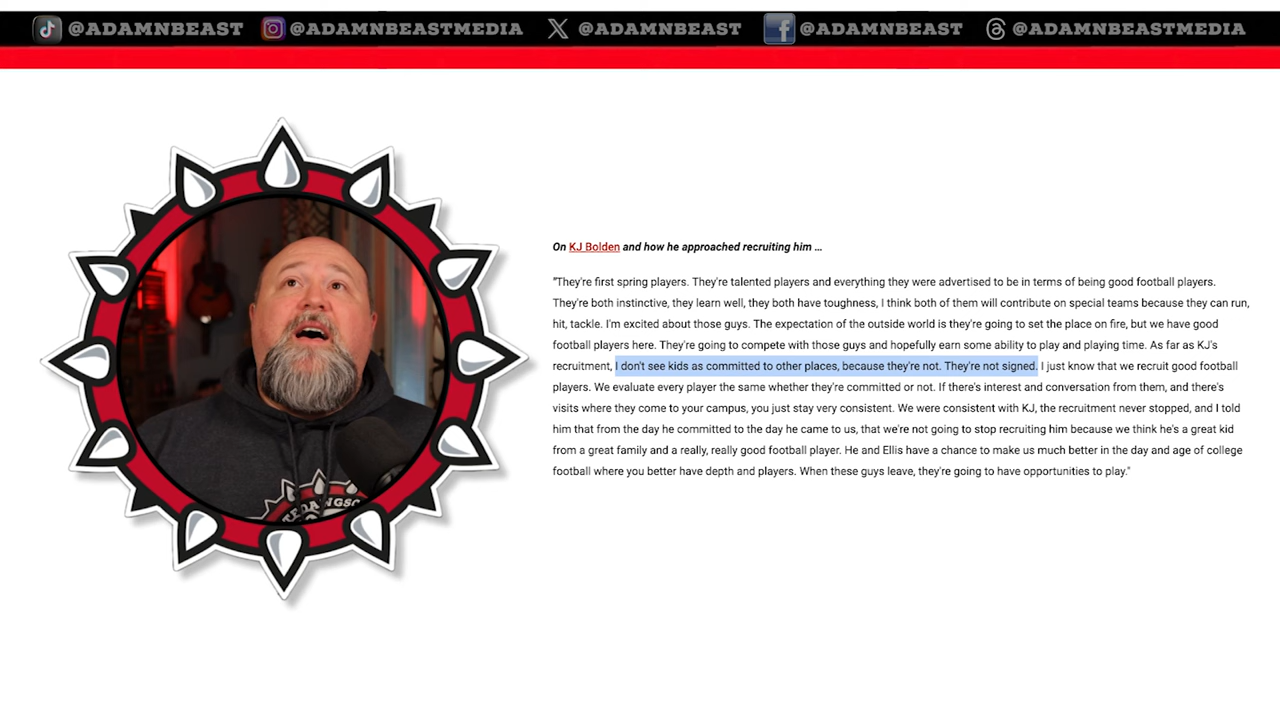 @ADAMNBEAST @ADAMNBEASTMEDIA @ADAMNBEAST @ADAMNBEAST @ADAMNBEASTMEDIA
On KJ Bolden and how he approached recruiting him ...
"They're first spring players. They're talented players and everything they were advertised to be in terms of being good football players.
They're both instinctive, they learn well, they both have toughness, I think both of them will contribute on special teams because they can run,
hit, tackle. I'm excited about those guys. The expectation of the outside world is they're going to set the place on fire, but we have good
football players here. They're going to compete with those guys and hopefully earn some ability to play and playing time. As far as KJ's
recruitment, I don't see kids as committed to other places, because they're not. They're not signed. I just know that we recruit good football
players. We evaluate every player the same whether they're committed or not. If there's interest and conversation from them, and there's
visits where they come to your campus, you just stay very consistent. We were consistent with KJ, the recruitment never stopped, and I told
him that from the day he committed to the day he came to us, that we're not going to stop recruiting him because we think he's a great kid
from a great family and a really, really good football player. He and Ellis have a chance to make us much better in the day and age of college
football where you better have depth and players. When these guys leave, they're going to have opportunities to play."